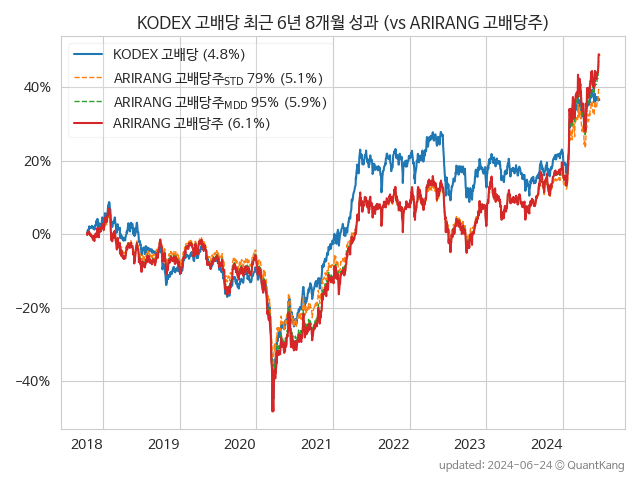 KODEX 고배당 최근 6년 8개월 성과 (vs ARIRANG 고배당주)
KODEX 고배당 (4.8%)
ARIRANG 고배당주STD 79% (5.1%)
ARIRANG 고배당주MDD 95% (5.9%)
ARIRANG 고배당주 (6.1%)
40%
20%
0%
−20%
−40%
2018 2019 2020 2021 2022 2023 2024
updated: 2024-06-24 © QuantKang